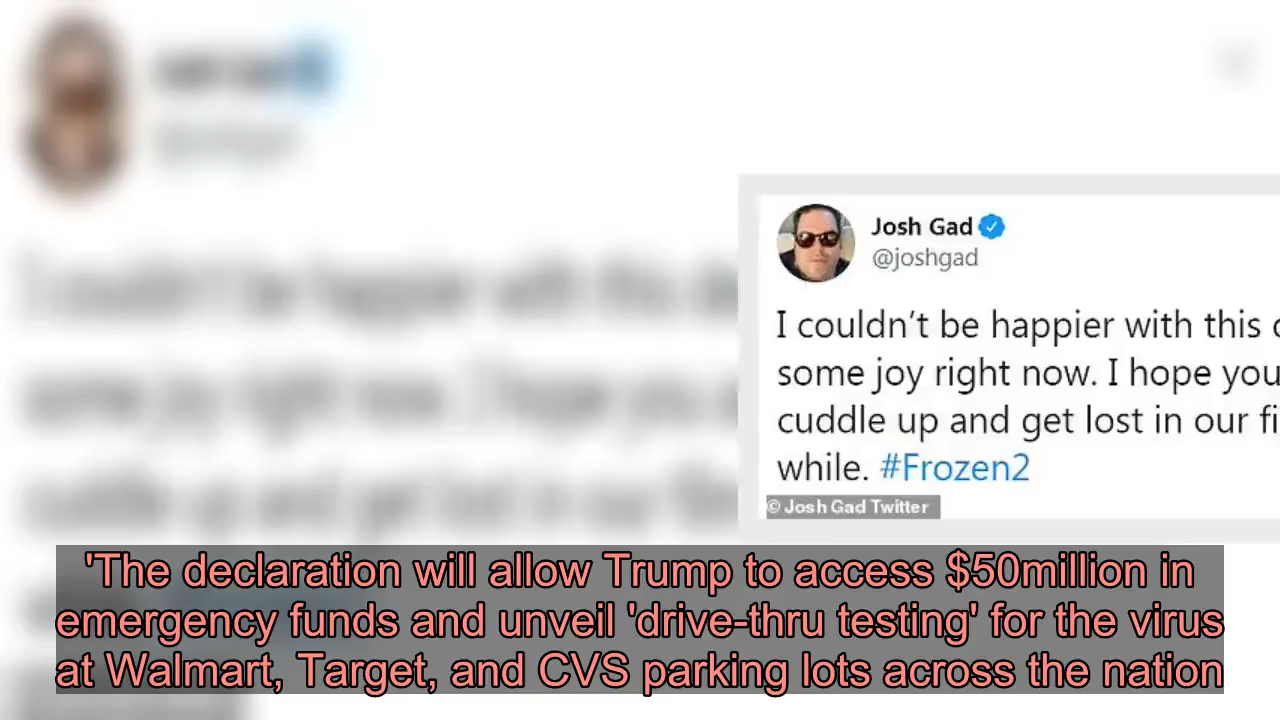 Josh Gad
@joshgad
I couldn't be happier with this
some joy right now. I hope you
cuddle up and get lost in our
while. #Frozen2
© Josh Gad Twitter
'The declaration will allow Trump to access $50million in
emergency funds and unveil 'drive-thru testing' for the virus
at Walmart, Target, and CVS parking lots across the nation